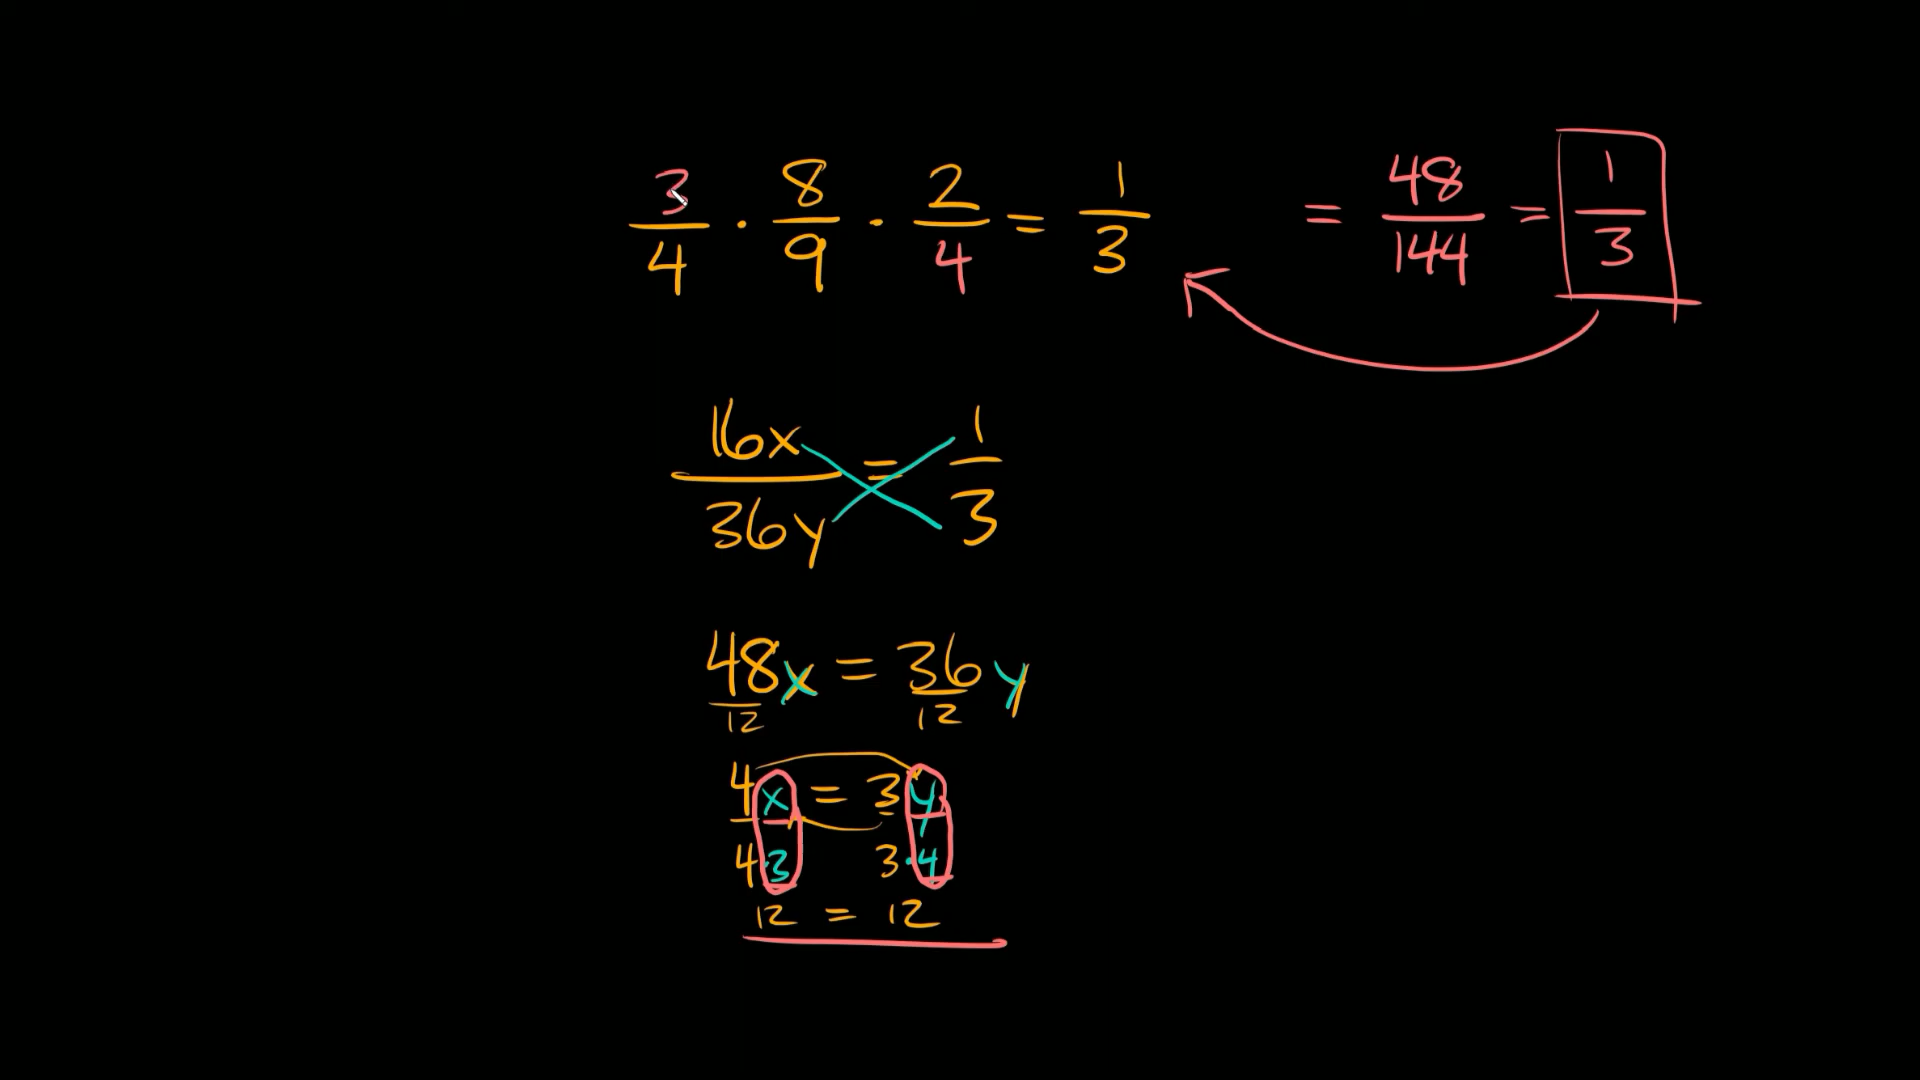 3/4 · 8/9 · 2/4 = 1/3 = 48/144 = 1/3
16x/36y = 1/3
48x/12 = 36y/12
4x = 3y
4·3 3·4
12 = 12